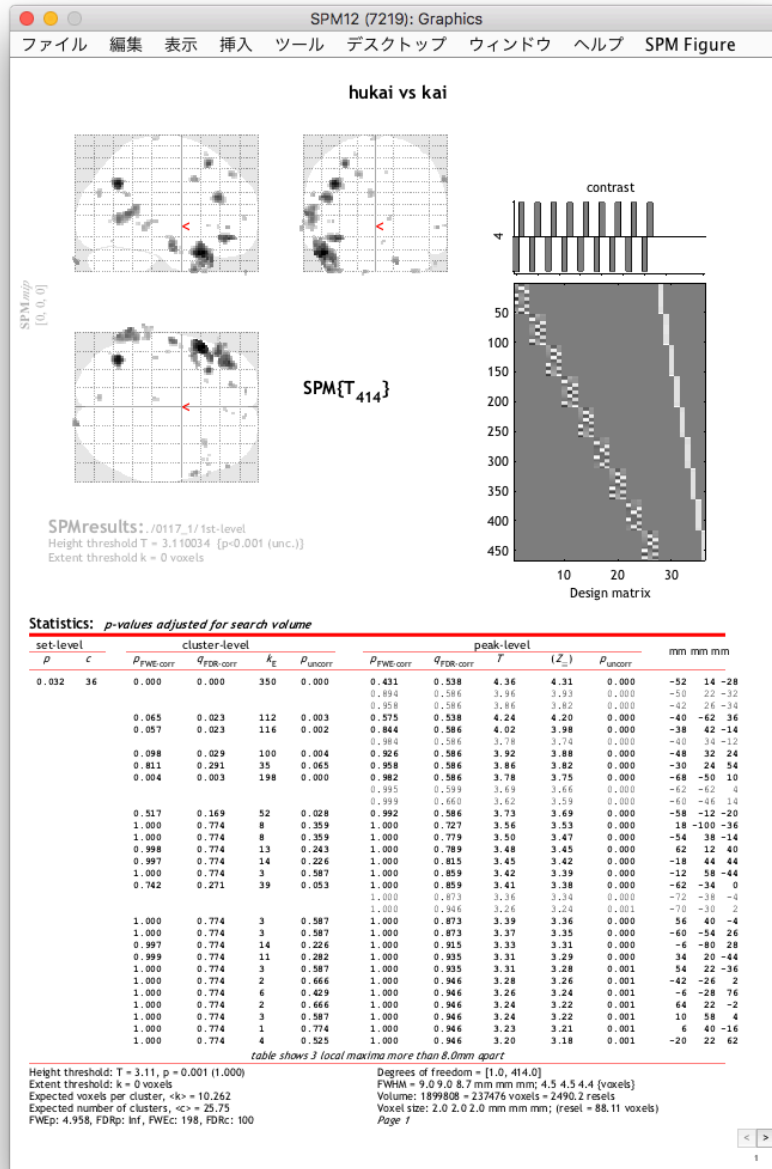 SPM12 (7219): Graphics
ファイル 編集 表示 挿入 ツール デスクトップ ウィンドウ ヘルプ SPM Figure
hukai vs kai
SPMmip
[0, 0, 0]
<
<
<
SPM{T414}
contrast
4
50
100
150
200
250
300
350
400
450
10 20 30
Design matrix
SPMresults: ./0117_1/1st-level
Height threshold T = 3.110034 {p<0.001 (unc.)}
Extent threshold k = 0 voxels
Statistics: p-values adjusted for search volume
set-level cluster-level peak-level mm mm mm
p c pFWE-corr qFDR-corr kE puncorr pFWE-corr qFDR-corr T (Z≡) puncorr
0.032 36 0.000 0.000 350 0.000 0.431 0.538 4.36 4.31 0.000 -52 14 -28
0.894 0.586 3.96 3.93 0.000 -50 22 -32
0.958 0.586 3.86 3.82 0.000 -42 26 -34
0.065 0.023 112 0.003 0.575 0.538 4.24 4.20 0.000 -40 -62 36
0.057 0.023 116 0.002 0.844 0.586 4.02 3.98 0.000 -38 42 -14
0.984 0.586 3.78 3.74 0.000 -40 34 -12
0.098 0.029 100 0.004 0.926 0.586 3.92 3.88 0.000 -48 32 24
0.811 0.291 35 0.065 0.958 0.586 3.86 3.82 0.000 -30 24 54
0.004 0.003 198 0.000 0.982 0.586 3.78 3.75 0.000 -68 -50 10
0.995 0.599 3.69 3.66 0.000 -62 -62 4
0.999 0.660 3.62 3.59 0.000 -60 -46 14
0.517 0.169 52 0.028 0.992 0.586 3.73 3.69 0.000 -58 -12 -20
1.000 0.774 8 0.359 1.000 0.727 3.56 3.53 0.000 18 -100 -36
1.000 0.774 8 0.359 1.000 0.779 3.50 3.47 0.000 -54 38 -14
0.998 0.774 13 0.243 1.000 0.789 3.48 3.45 0.000 62 12 40
0.997 0.774 14 0.226 1.000 0.815 3.45 3.42 0.000 -18 44 44
1.000 0.774 3 0.587 1.000 0.859 3.42 3.39 0.000 -12 58 -44
0.742 0.271 39 0.053 1.000 0.859 3.41 3.38 0.000 -62 -34 0
1.000 0.873 3.36 3.34 0.000 -72 -38 -4
1.000 0.946 3.26 3.24 0.001 -70 -30 2
1.000 0.774 3 0.587 1.000 0.873 3.39 3.36 0.000 56 40 -4
1.000 0.774 3 0.587 1.000 0.873 3.37 3.35 0.000 -60 -54 26
0.997 0.774 14 0.226 1.000 0.915 3.33 3.31 0.000 -6 -80 28
0.999 0.774 11 0.282 1.000 0.935 3.31 3.29 0.000 34 20 -44
1.000 0.774 3 0.587 1.000 0.935 3.31 3.28 0.001 54 22 -36
1.000 0.774 2 0.666 1.000 0.946 3.28 3.26 0.001 -42 -26 2
1.000 0.774 6 0.429 1.000 0.946 3.26 3.24 0.001 -6 -28 76
1.000 0.774 2 0.666 1.000 0.946 3.24 3.22 0.001 64 22 -2
1.000 0.774 3 0.587 1.000 0.946 3.24 3.22 0.001 10 58 4
1.000 0.774 1 0.774 1.000 0.946 3.23 3.21 0.001 6 40 -16
1.000 0.774 4 0.525 1.000 0.946 3.20 3.18 0.001 -20 22 62
table shows 3 local maxima more than 8.0mm apart
Height threshold: T = 3.11, p = 0.001 (1.000)
Extent threshold: k = 0 voxels
Expected voxels per cluster, <k> = 10.262
Expected number of clusters, <c> = 25.75
FWEp: 4.958, FDRp: Inf, FWEc: 198, FDRc: 100
Degrees of freedom = [1.0, 414.0]
FWHM = 9.0 9.0 8.7 mm mm mm; 4.5 4.5 4.4 {voxels}
Volume: 1899808 = 237476 voxels = 2490.2 resels
Voxel size: 2.0 2.0 2.0 mm mm mm; (resel = 88.11 voxels)
Page 1
< >
1